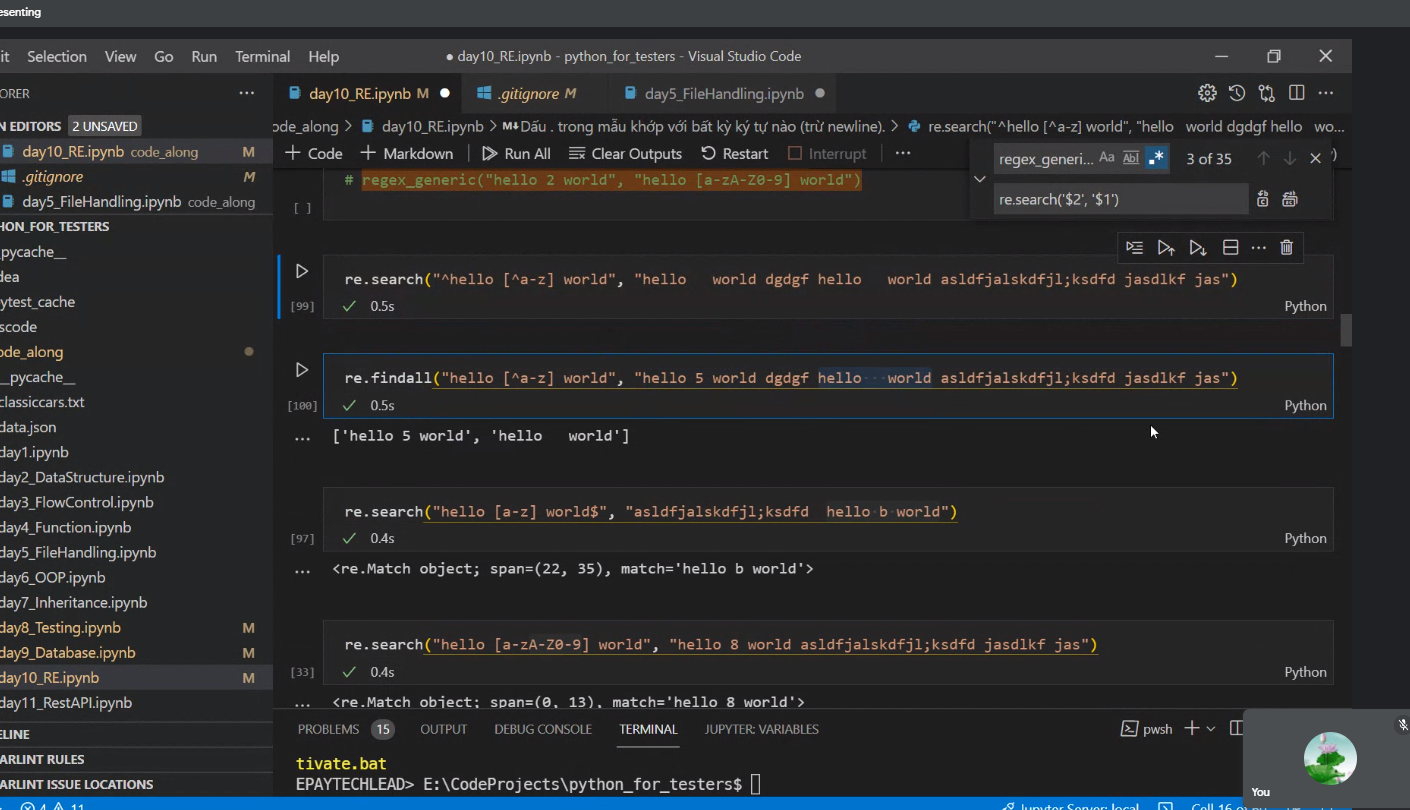 esenting
it Selection View Go Run Terminal Help
● day10_RE.ipynb - python_for_testers - Visual Studio Code
ORER ...
N EDITORS 2 UNSAVED
day10_RE.ipynb code_along M
.gitignore M
day5_FileHandling.ipynb code_along
HON_FOR_TESTERS
pycache__
dea
ytest_cache
scode
ode_along
__pycache__
classiccars.txt
data.json
day1.ipynb
day2_DataStructure.ipynb
day3_FlowControl.ipynb
day4_Function.ipynb
day5_FileHandling.ipynb
day6_OOP.ipynb
day7_Inheritance.ipynb
day8_Testing.ipynb M
day9_Database.ipynb M
day10_RE.ipynb M
day11_RestAPI.ipynb
ELINE
ARLINT RULES
ARLINT ISSUE LOCATIONS
day10_RE.ipynb M ● .gitignore M day5_FileHandling.ipynb ●
ode_along > day10_RE.ipynb > M↓Dấu . trong mẫu khớp với bất kỳ ký tự nào (trừ newline). > re.search("^hello [^a-z] world", "hello   world dgdgf hello   wo...
+ Code + Markdown Run All Clear Outputs Restart Interrupt ...
regex_generi... Aa Abl .* 3 of 35
re.search('$2', '$1')
# regex_generic("hello 2 world", "hello [a-zA-Z0-9] world")
[ ]
re.search("^hello [^a-z] world", "hello   world dgdgf hello   world asldfjalskdfjl;ksdfd jasdlkf jas")
[99] ✓ 0.5s Python
re.findall("hello [^a-z] world", "hello 5 world dgdgf hello···world asldfjalskdfjl;ksdfd jasdlkf jas")
[100] ✓ 0.5s Python
... ['hello 5 world', 'hello   world']
re.search("hello [a-z] world$", "asldfjalskdfjl;ksdfd  hello·b·world")
[97] ✓ 0.4s Python
... <re.Match object; span=(22, 35), match='hello b world'>
re.search("hello [a-zA-Z0-9] world", "hello 8 world asldfjalskdfjl;ksdfd jasdlkf jas")
[33] ✓ 0.4s Python
... <re.Match object; span=(0, 13), match='hello 8 world'>
PROBLEMS 15 OUTPUT DEBUG CONSOLE TERMINAL JUPYTER: VARIABLES
pwsh
tivate.bat
EPAYTECHLEAD> E:\CodeProjects\python_for_testers$
You
4 11 Jupyter Server: local